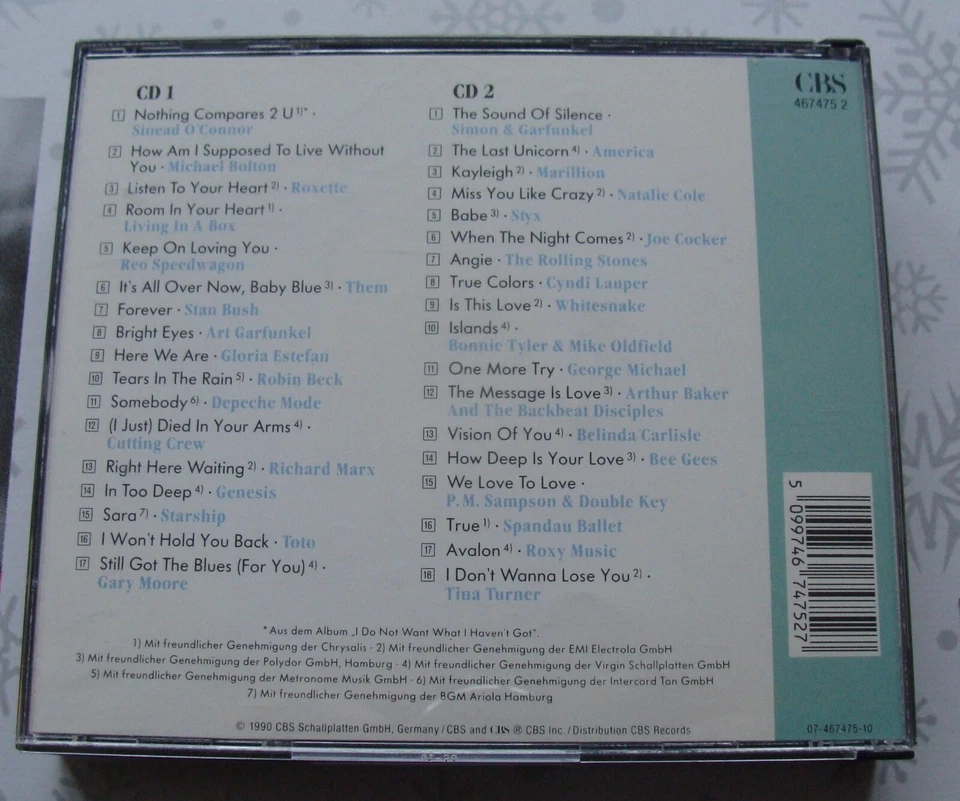 CD 1
1 Nothing Compares 2 U 1)* ·
Sinead O'Connor
2 How Am I Supposed To Live Without
You · Michael Bolton
3 Listen To Your Heart 2) · Roxette
4 Room In Your Heart 1) ·
Living In A Box
5 Keep On Loving You ·
Reo Speedwagon
6 It's All Over Now, Baby Blue 3) · Them
7 Forever · Stan Bush
8 Bright Eyes · Art Garfunkel
9 Here We Are · Gloria Estefan
10 Tears In The Rain 5) · Robin Beck
11 Somebody 6) · Depeche Mode
12 (I Just) Died In Your Arms 4) ·
Cutting Crew
13 Right Here Waiting 2) · Richard Marx
14 In Too Deep 4) · Genesis
15 Sara 7) · Starship
16 I Won't Hold You Back · Toto
17 Still Got The Blues (For You) 4) ·
Gary Moore
CD 2
1 The Sound Of Silence ·
Simon & Garfunkel
2 The Last Unicorn 4) · America
3 Kayleigh 2) · Marillion
4 Miss You Like Crazy 2) · Natalie Cole
5 Babe 3) · Styx
6 When The Night Comes 2) · Joe Cocker
7 Angie · The Rolling Stones
8 True Colors · Cyndi Lauper
9 Is This Love 2) · Whitesnake
10 Islands 4) ·
Bonnie Tyler & Mike Oldfield
11 One More Try · George Michael
12 The Message Is Love 3) · Arthur Baker
And The Backbeat Disciples
13 Vision Of You 4) · Belinda Carlisle
14 How Deep Is Your Love 3) · Bee Gees
15 We Love To Love ·
P. M. Sampson & Double Key
16 True 1) · Spandau Ballet
17 Avalon 4) · Roxy Music
18 I Don't Wanna Lose You 2) ·
Tina Turner
* Aus dem Album „I Do Not Want What I Haven't Got".
1) Mit freundlicher Genehmigung der Chrysalis · 2) Mit freundlicher Genehmigung der EMI Electrola GmbH
3) Mit freundlicher Genehmigung der Polydor GmbH, Hamburg · 4) Mit freundlicher Genehmigung der Virgin Schallplatten GmbH
5) Mit freundlicher Genehmigung der Metronome Musik GmbH · 6) Mit freundlicher Genehmigung der Intercord Ton GmbH
7) Mit freundlicher Genehmigung der BGM Ariola Hamburg
© 1990 CBS Schallplatten GmbH, Germany / CBS and CBS ® CBS Inc. / Distribution CBS Records
CBS
467475 2
5 099746 747527
07-467475-10